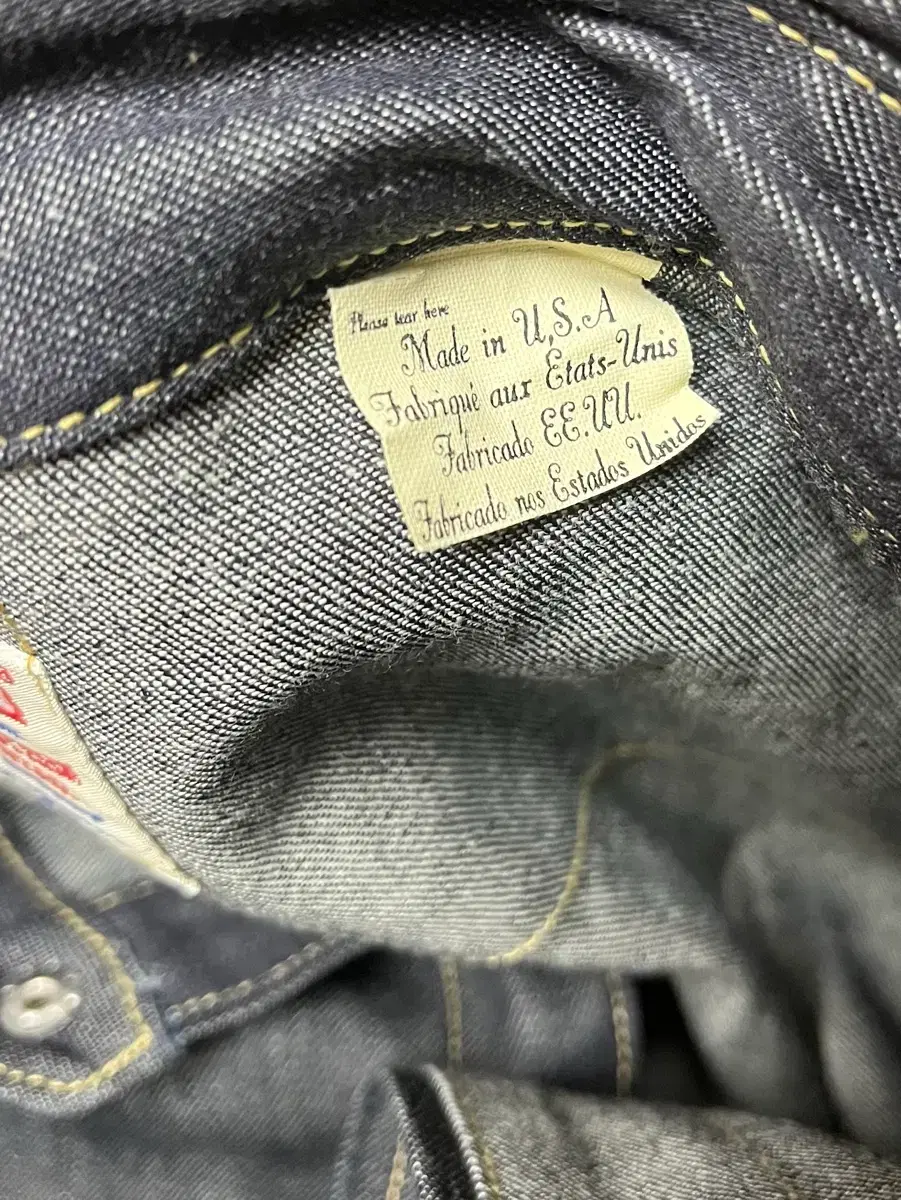 Please tear here
Made in U.S.A
Fabriqué aux Etats-Unis
Fabricado EE.UU.
Fabricado nos Estados Unidos